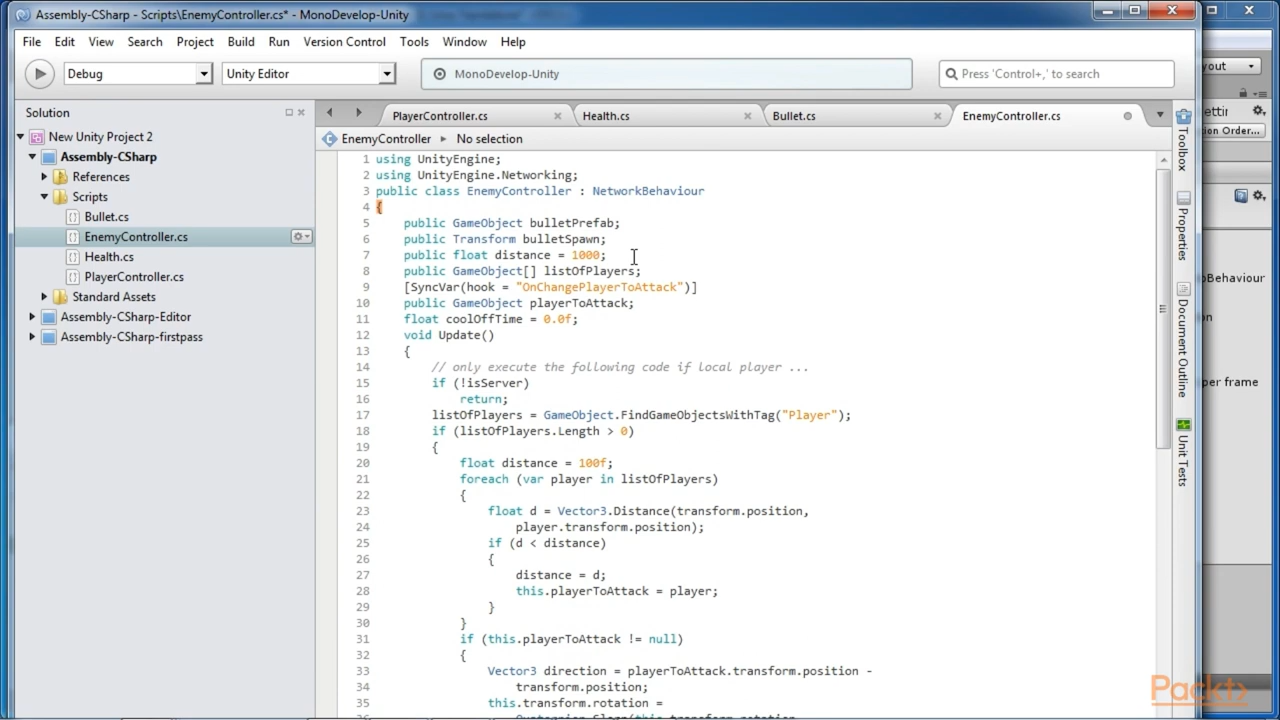 Assembly-CSharp - Scripts\EnemyController.cs* - MonoDevelop-Unity
File Edit View Search Project Build Run Version Control Tools Window Help
Debug Unity Editor MonoDevelop-Unity Press 'Control+,' to search
Solution
New Unity Project 2
Assembly-CSharp
References
Scripts
Bullet.cs
EnemyController.cs
Health.cs
PlayerController.cs
Standard Assets
Assembly-CSharp-Editor
Assembly-CSharp-firstpass
PlayerController.cs Health.cs Bullet.cs EnemyController.cs
EnemyController No selection
1 using UnityEngine;
2 using UnityEngine.Networking;
3 public class EnemyController : NetworkBehaviour
4 {
5 public GameObject bulletPrefab;
6 public Transform bulletSpawn;
7 public float distance = 1000;
8 public GameObject[] listOfPlayers;
9 [SyncVar(hook = "OnChangePlayerToAttack")]
10 public GameObject playerToAttack;
11 float coolOffTime = 0.0f;
12 void Update()
13 {
14 // only execute the following code if local player ...
15 if (!isServer)
16 return;
17 listOfPlayers = GameObject.FindGameObjectsWithTag("Player");
18 if (listOfPlayers.Length > 0)
19 {
20 float distance = 100f;
21 foreach (var player in listOfPlayers)
22 {
23 float d = Vector3.Distance(transform.position,
24 player.transform.position);
25 if (d < distance)
26 {
27 distance = d;
28 this.playerToAttack = player;
29 }
30 }
31 if (this.playerToAttack != null)
32 {
33 Vector3 direction = playerToAttack.transform.position -
34 transform.position;
35 this.transform.rotation =
Toolbox
Properties
Document Outline
Unit Tests
yout
ettir
ion Order...
oBehaviour
on
per frame
Packt>